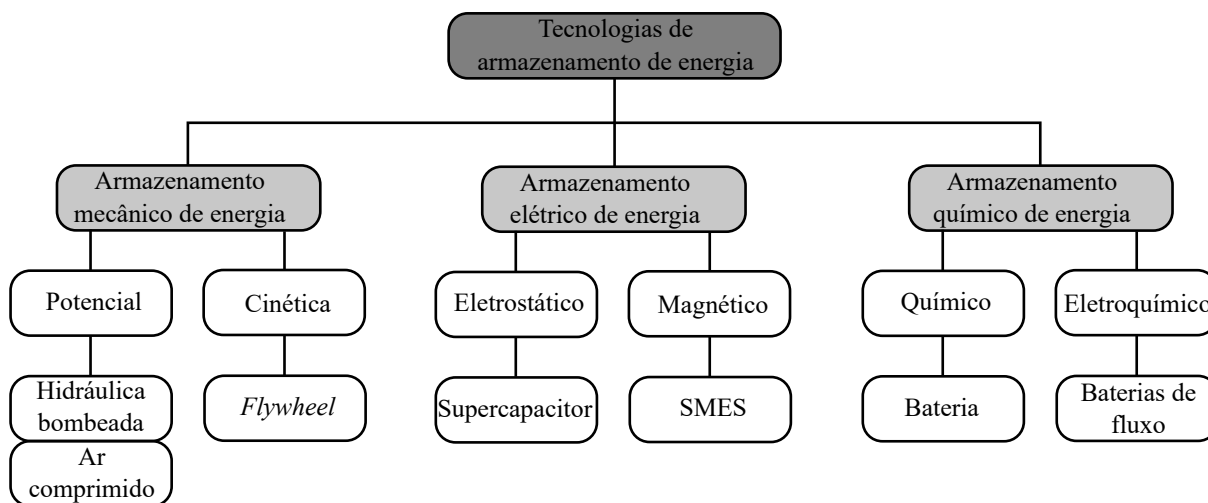 Tecnologias de
armazenamento de energia
Armazenamento
mecânico de energia
Armazenamento
elétrico de energia
Armazenamento
químico de energia
Potencial
Cinética
Eletrostático
Magnético
Químico
Eletroquímico
Hidráulica
bombeada
Flywheel
Supercapacitor
SMES
Bateria
Baterias de
fluxo
Ar
comprimido